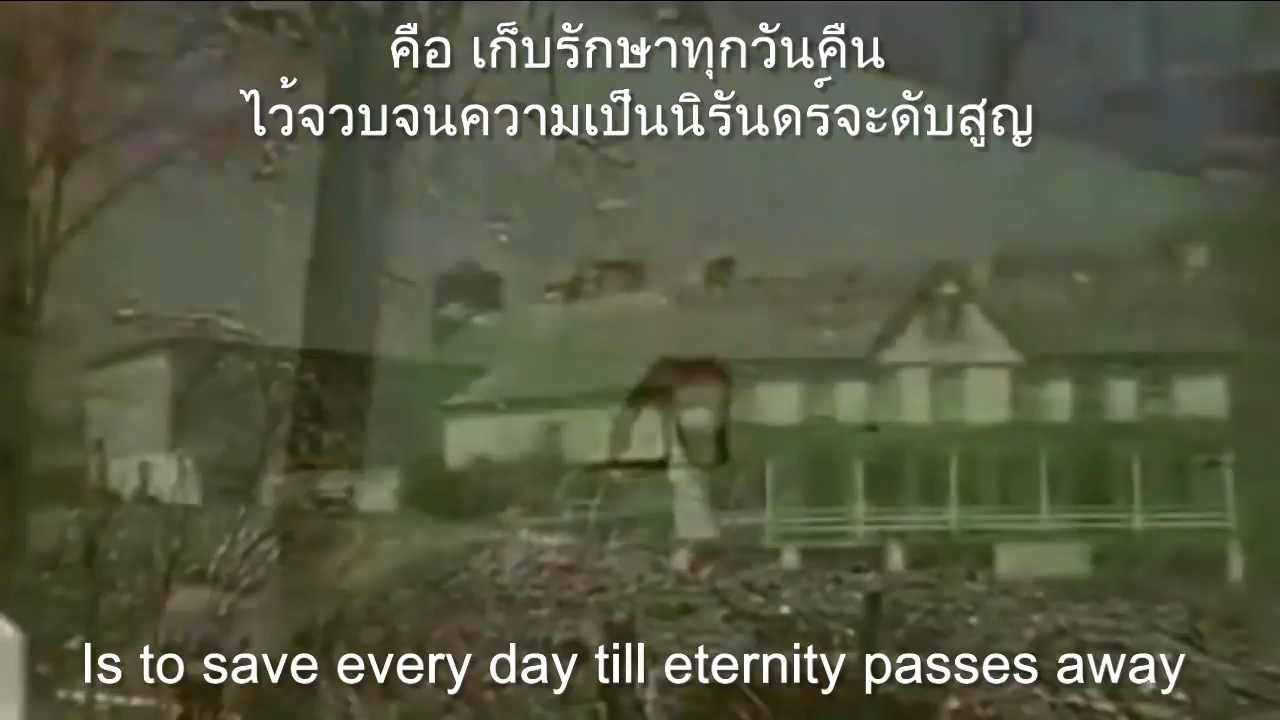 คือ เก็บรักษาทุกวันคืน
ไว้จวบจนความเป็นนิรันดร์จะดับสูญ
Is to save every day till eternity passes away